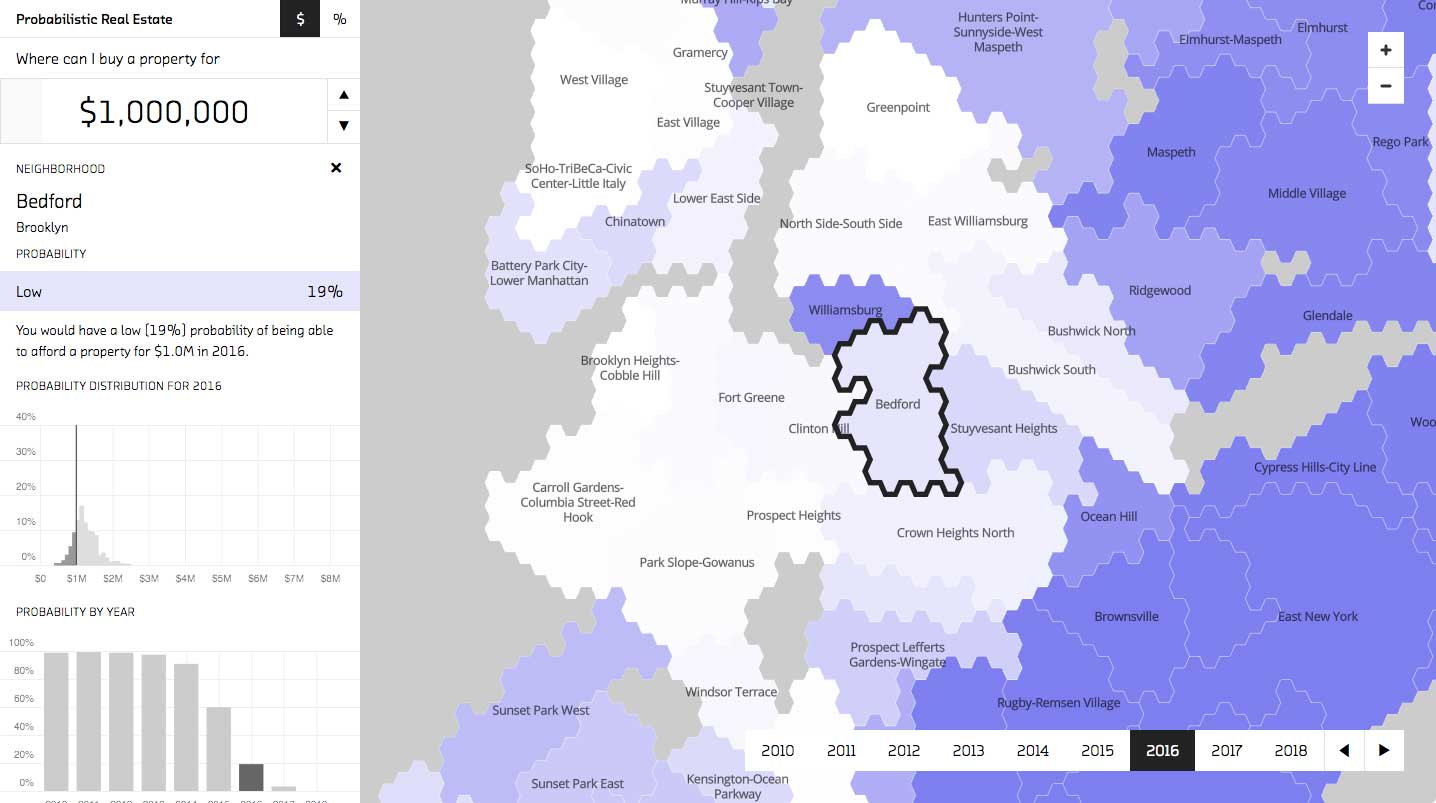 Probabilistic Real Estate
$
%
Where can I buy a property for
$1,000,000
▲
▼
NEIGHBORHOOD
×
Bedford
Brooklyn
PROBABILITY
Low
19%
You would have a low (19%) probability of being able
to afford a property for $1.0M in 2016.
PROBABILITY DISTRIBUTION FOR 2016
40%
30%
20%
10%
0%
$0
$1M
$2M
$3M
$4M
$5M
$6M
$7M
$8M
PROBABILITY BY YEAR
100%
80%
60%
40%
20%
0%
Murray Hill-Kips Bay
Gramercy
West Village
Stuyvesant Town-
Cooper Village
East Village
SoHo-TriBeCa-Civic
Center-Little Italy
Lower East Side
Chinatown
Battery Park City-
Lower Manhattan
Hunters Point-
Sunnyside-West
Maspeth
Greenpoint
Elmhurst-Maspeth
Elmhurst
+
−
Maspeth
Rego Park
Middle Village
North Side-South Side
East Williamsburg
Ridgewood
Glendale
Williamsburg
Bushwick North
Bushwick South
Brooklyn Heights-
Cobble Hill
Fort Greene
Bedford
Clinton Hill
Stuyvesant Heights
Cypress Hills-City Line
Carroll Gardens-
Columbia Street-Red
Hook
Prospect Heights
Crown Heights North
Ocean Hill
Park Slope-Gowanus
Brownsville
East New York
Prospect Lefferts
Gardens-Wingate
Windsor Terrace
Rugby-Remsen Village
Sunset Park West
Sunset Park East
Kensington-Ocean
Parkway
2010
2011
2012
2013
2014
2015
2016
2017
2018
◀
▶